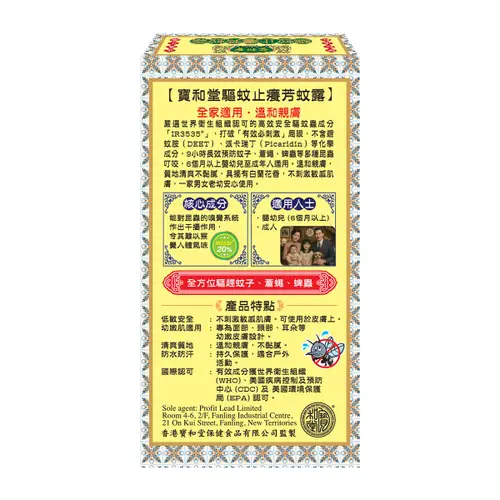 【寶和堂驅蚊止癢芳蚊露】
全家適用·溫和親膚
嚴選世界衛生組織認可的高效安全驅蚊蟲成分
"IR3535",打破「有效必刺激」局限,不含避
蚊胺(DEET)、派卡瑞丁(Picaridin)等化學
成分。9小時長效預防蚊子、蒼蠅、蜱蟲等多種昆蟲
叮咬,6個月以上嬰幼兒至成年人適用。溫和親膚,
質地清爽不黏膩,具獨有白蘭花香,不刺激敏感肌
膚,一家男女老幼安心使用。
核心成分
能對昆蟲的嗅覺系統
作出干擾作用,
令其難以察
覺人體氣味
20%
適用人士
·嬰幼兒(6個月以上)
·成人
全方位驅趕蚊子、蒼蠅、蜱蟲
產品特點
低敏安全:不刺激敏感肌膚。可使用於皮膚上。
幼嫩肌適用:專為面部、頸部、耳朵等
幼嫩皮膚設計。
清爽質地:溫和親膚,不黏膩。
防水防汗:持久保護,適合戶外
活動。
國際認可:有效成分獲世界衛生組織
(WHO)、美國疾病控制及預防
中心(CDC)及 美國環境保護
局(EPA)認可。
Sole agent: Profit Lead Limited
Room 4-6, 2/F, Fanling Industrial Centre,
21 On Kui Street, Fanling, New Territories
香港寶和堂保健食品有限公司監製